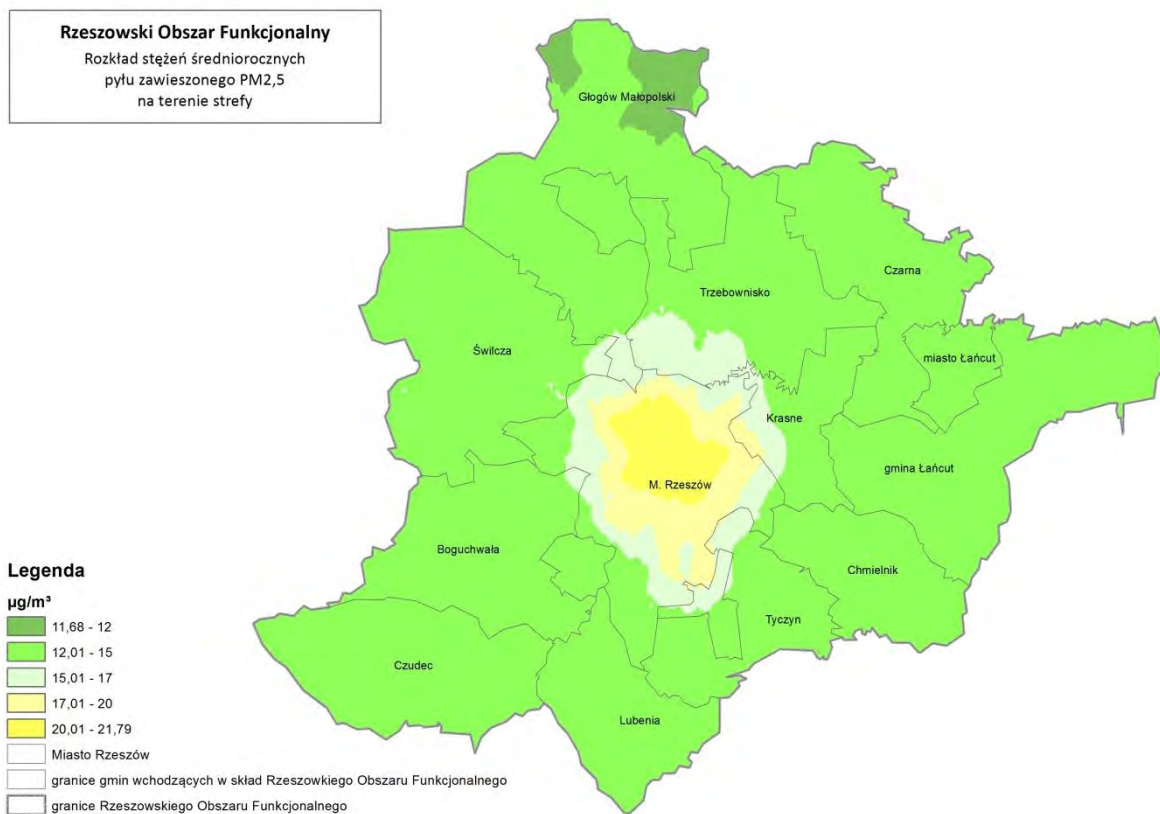 Rzeszowski Obszar Funkcjonalny
Rozkład stężeń średniorocznych
pyłu zawieszonego PM2,5
na terenie strefy
Głogów Małopolski
Czarna
Trzebownisko
Świlcza
miasto Łańcut
Krasne
gmina Łańcut
M. Rzeszów
Boguchwała
Chmielnik
Tyczyn
Czudec
Lubenia
Legenda
µg/m³
11,68 - 12
12,01 - 15
15,01 - 17
17,01 - 20
20,01 - 21,79
Miasto Rzeszów
granice gmin wchodzących w skład Rzeszowkiego Obszaru Funkcjonalnego
granice Rzeszowskiego Obszaru Funkcjonalnego